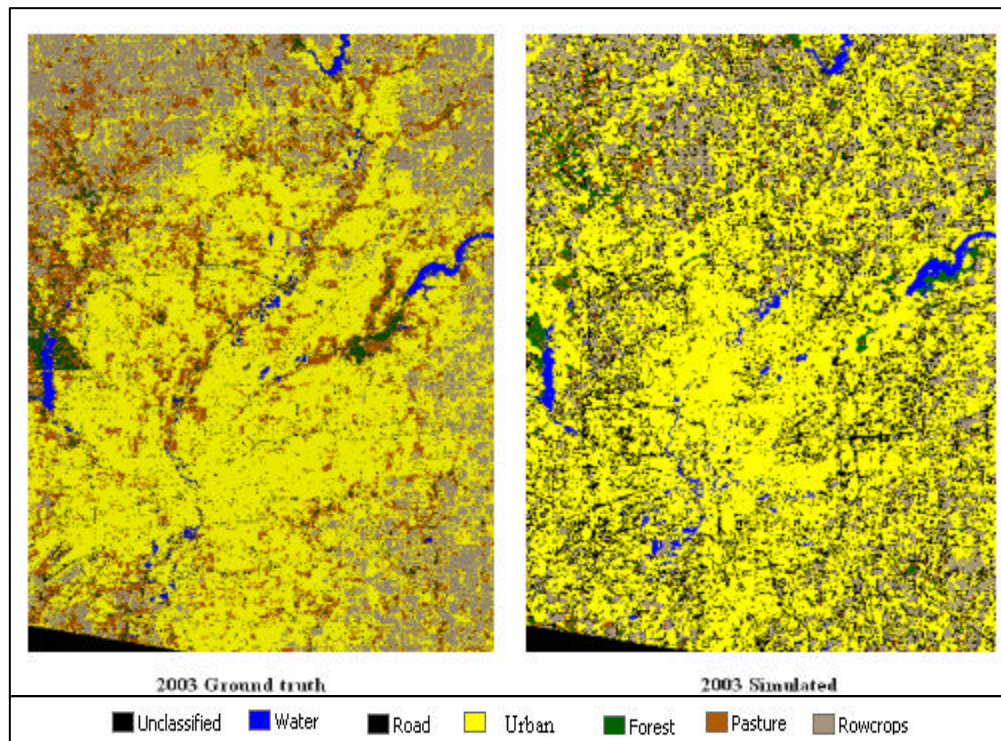 2003 Ground truth
2003 Simulated
Unclassified
Water
Road
Urban
Forest
Pasture
Rowcrops